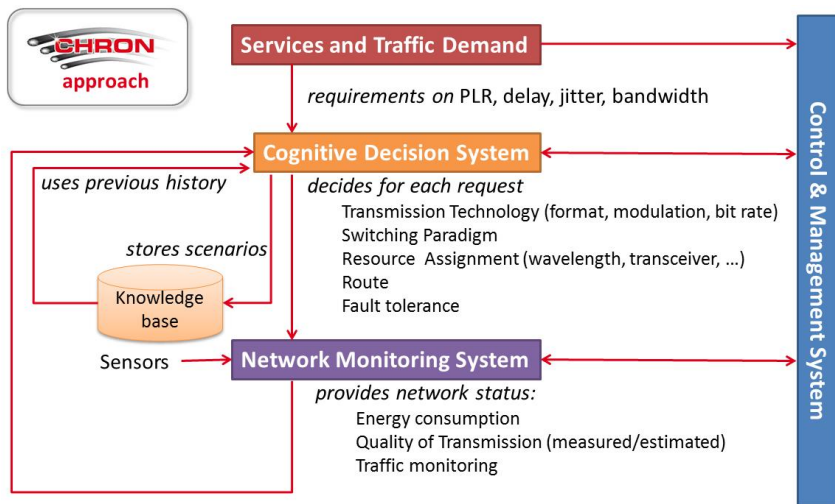 CHRON
approach
Services and Traffic Demand
requirements on PLR, delay, jitter, bandwidth
Cognitive Decision System
uses previous history
decides for each request
Transmission Technology (format, modulation, bit rate)
Switching Paradigm
stores scenarios
Resource Assignment (wavelength, transceiver, ...)
Route
Fault tolerance
Knowledge
base
Sensors
Network Monitoring System
provides network status:
Energy consumption
Quality of Transmission (measured/estimated)
Traffic monitoring
Control & Management System